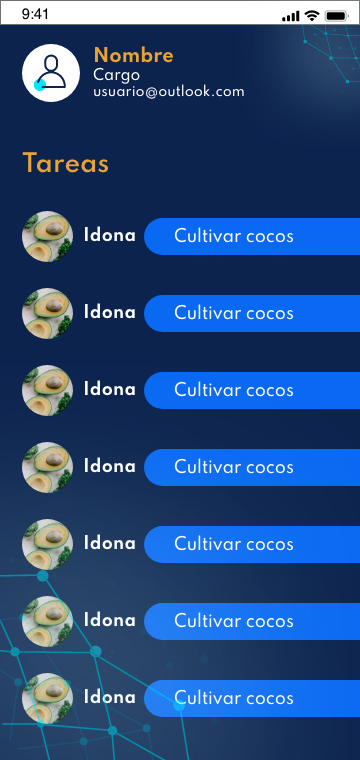 9:41
Nombre
Cargo
usuario@outlook.com
Tareas
Idona Cultivar cocos
Idona Cultivar cocos
Idona Cultivar cocos
Idona Cultivar cocos
Idona Cultivar cocos
Idona Cultivar cocos
Idona Cultivar cocos